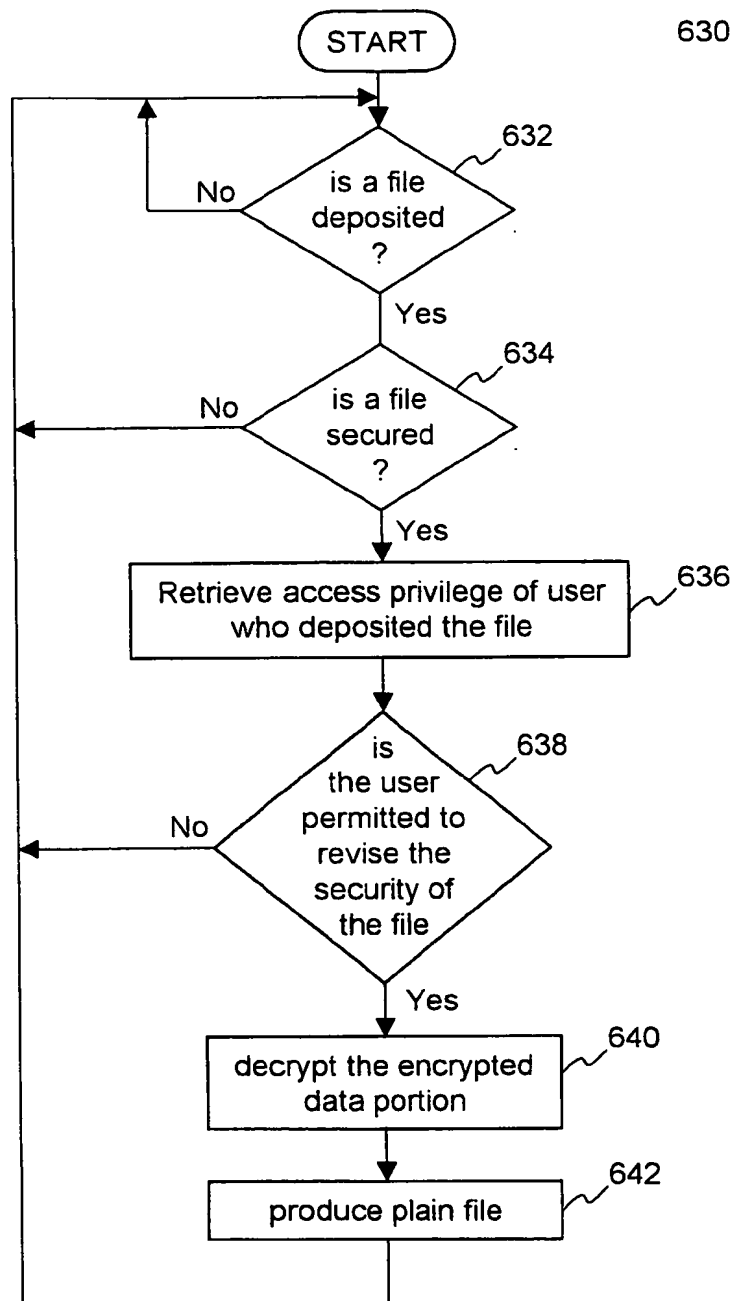 START
630
632
No
is a file
deposited
?
Yes
634
No
is a file
secured
?
Yes
Retrieve access privilege of user
who deposited the file
636
638
is
the user
permitted to
revise the
security of
the file
No
Yes
640
decrypt the encrypted
data portion
642
produce plain file